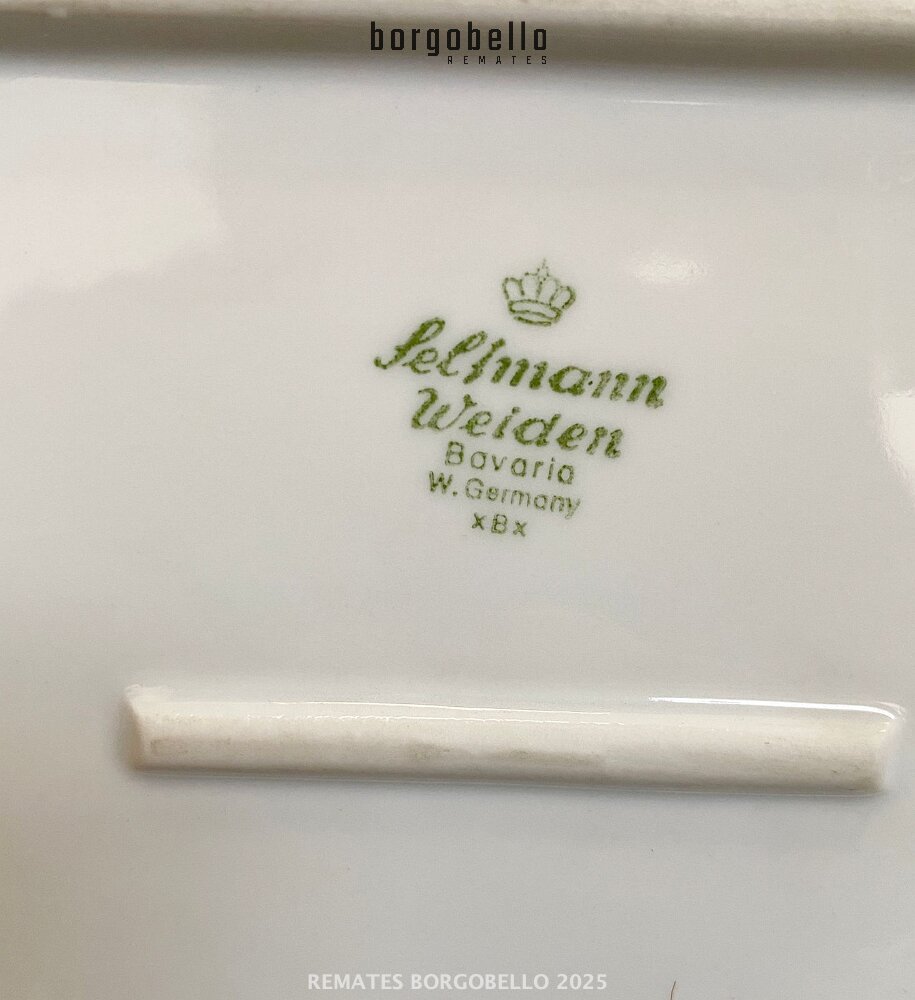 borgobello
REMATES
Seltmann
Weiden
Bavaria
W. Germany
xBx
REMATES BORGOBELLO 2025